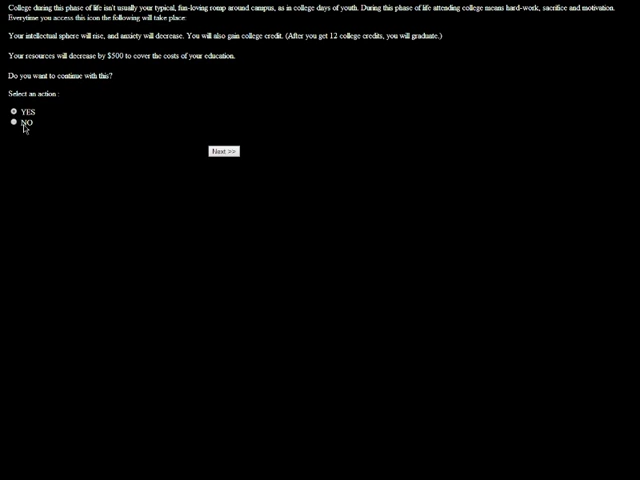 College during this phase of life isn't usually your typical, fun-loving romp around campus, as in college days of youth. During this phase of life attending college means hard-work, sacrifice and motivation.
Everytime you access this icon the following will take place:
Your intellectual sphere will rise, and anxiety will decrease. You will also gain college credit. (After you get 12 college credits, you will graduate.)
Your resources will decrease by $500 to cover the costs of your education.
Do you want to continue with this?
Select an action :
YES
NO
Next >>